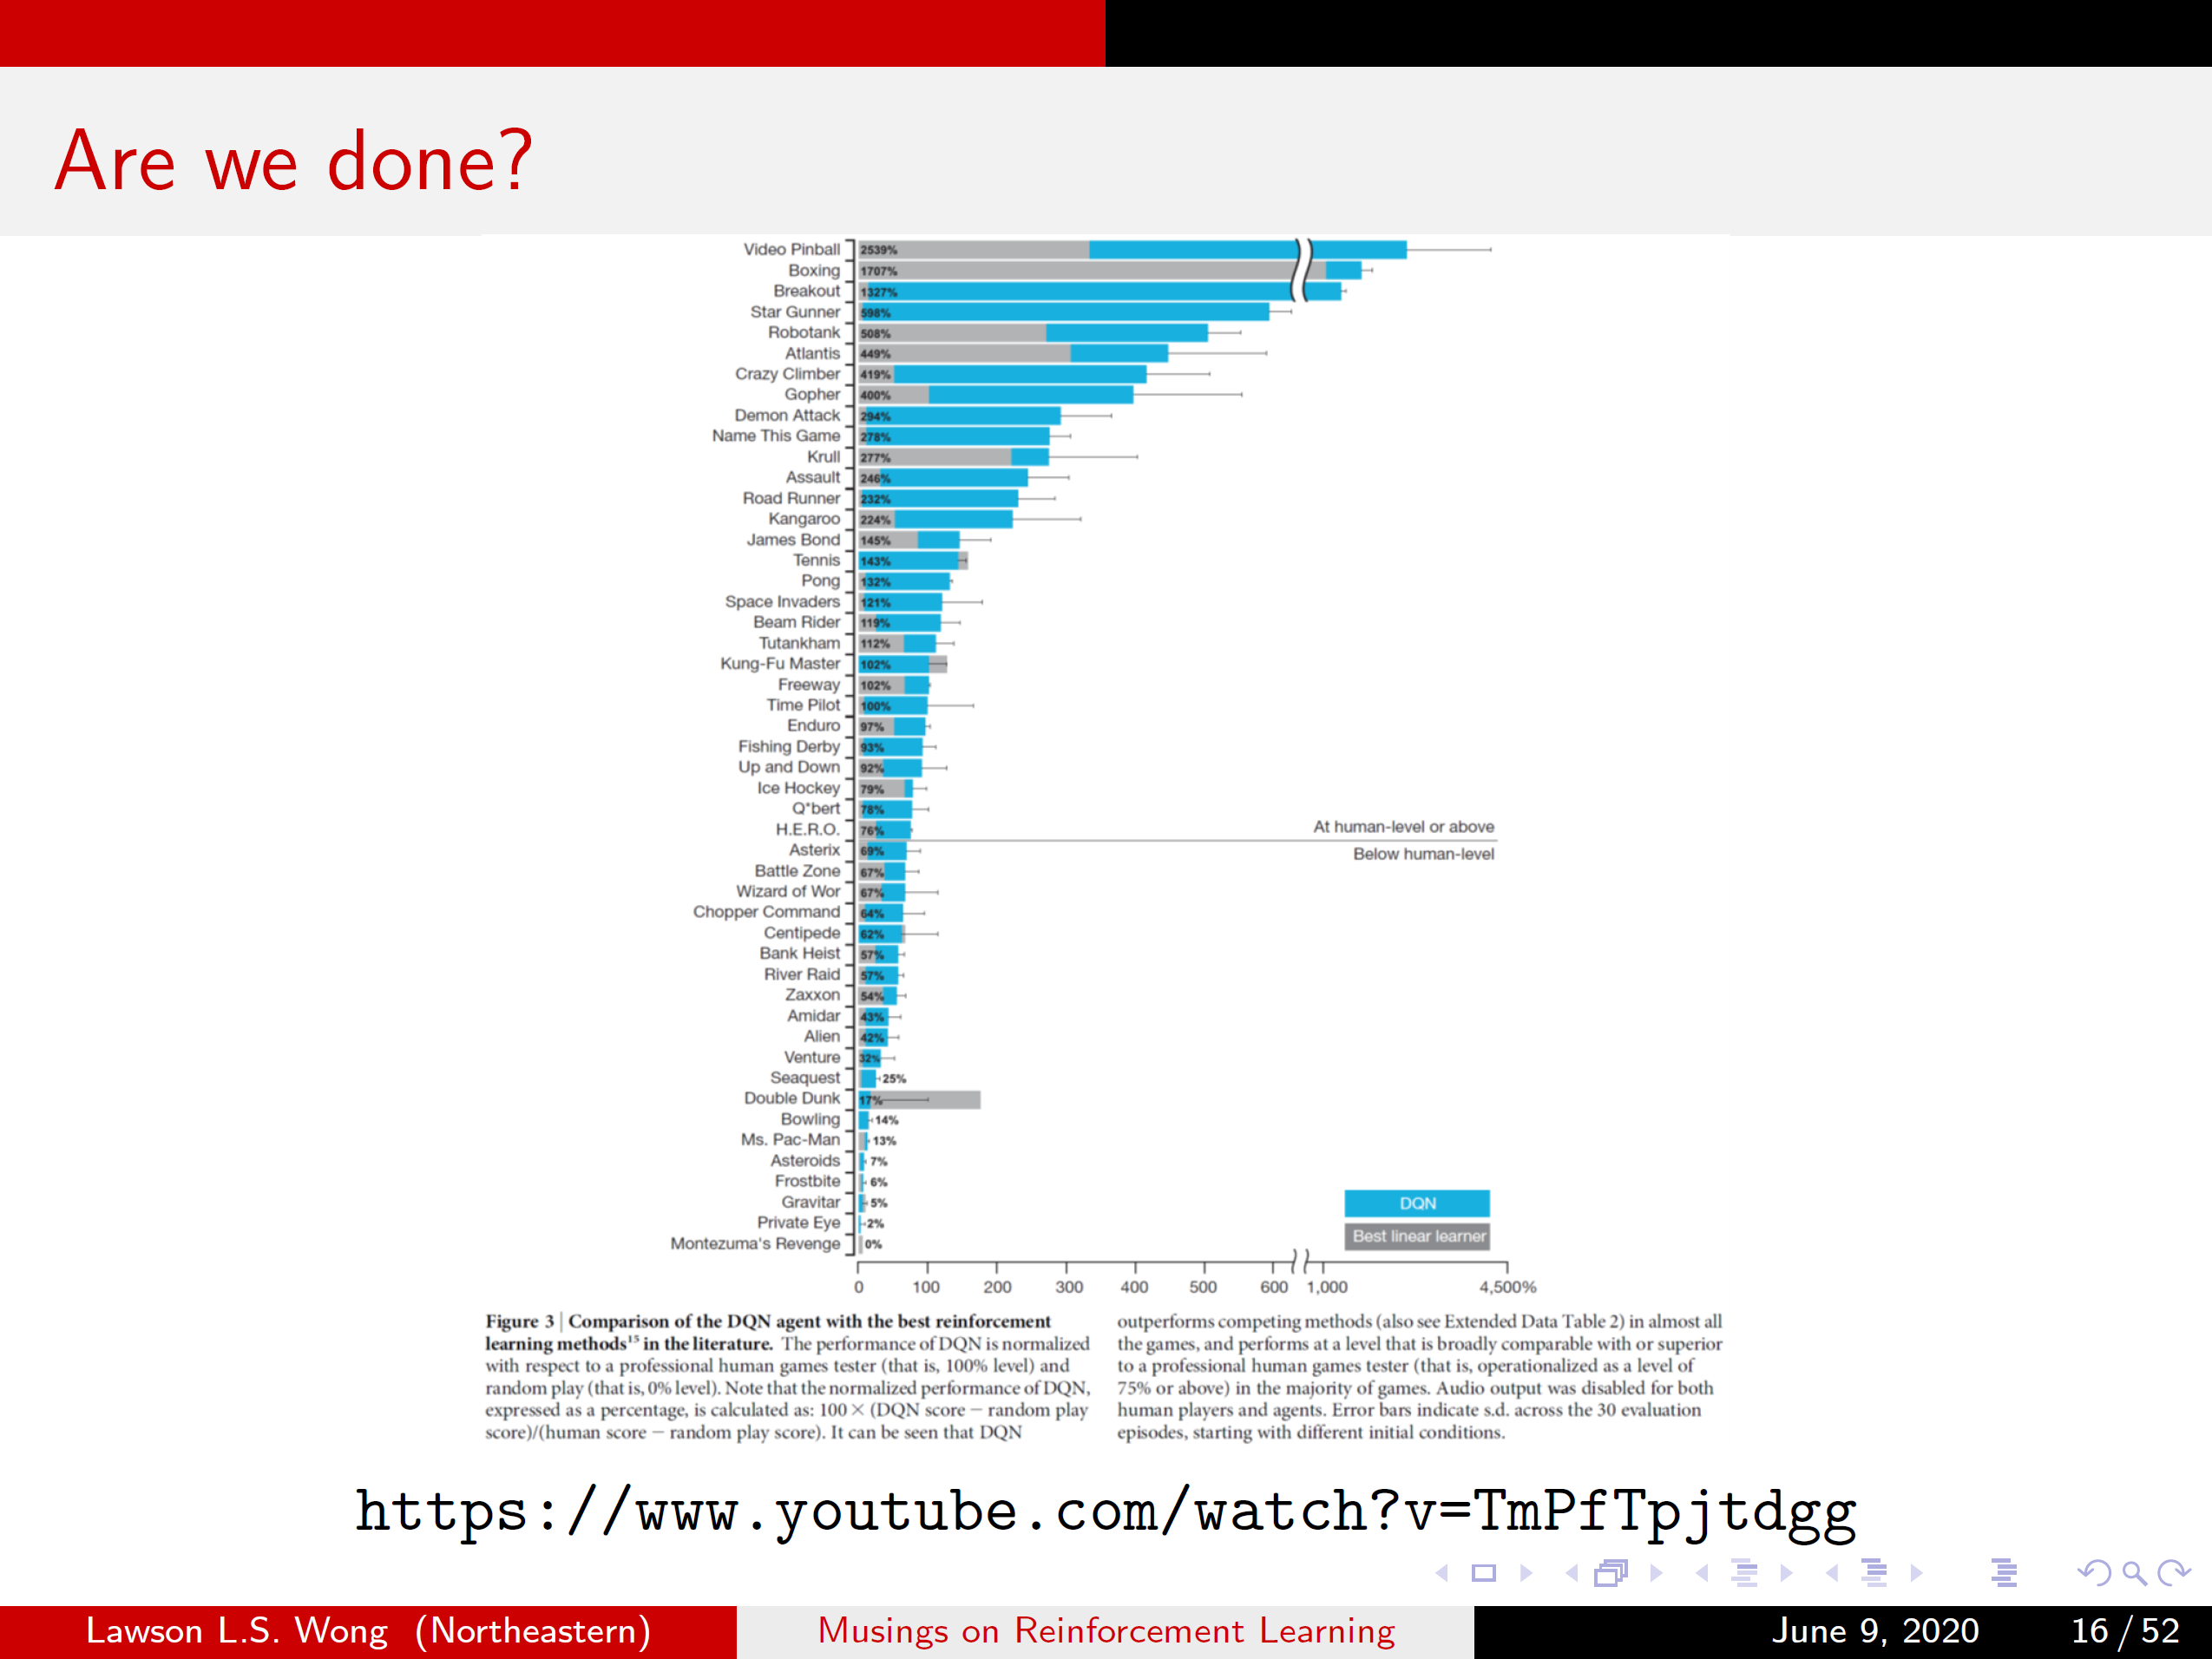 Are we done?
Video Pinball 2539%
Boxing 1707%
Breakout 1327%
Star Gunner 598%
Robotank 508%
Atlantis 449%
Crazy Climber 419%
Gopher 400%
Demon Attack 294%
Name This Game 278%
Krull 277%
Assault 246%
Road Runner 232%
Kangaroo 224%
James Bond 145%
Tennis 143%
Pong 132%
Space Invaders 121%
Beam Rider 119%
Tutankham 112%
Kung-Fu Master 102%
Freeway 102%
Time Pilot 100%
Enduro 97%
Fishing Derby 93%
Up and Down 92%
Ice Hockey 79%
Q*bert 78%
H.E.R.O. 76%
At human-level or above
Below human-level
Asterix 69%
Battle Zone 67%
Wizard of Wor 67%
Chopper Command 64%
Centipede 62%
Bank Heist 57%
River Raid 57%
Zaxxon 54%
Amidar 43%
Alien 42%
Venture 32%
Seaquest 25%
Double Dunk 17%
Bowling 14%
Ms. Pac-Man 13%
Asteroids 7%
Frostbite 6%
Gravitar 5%
Private Eye 2%
Montezuma's Revenge 0%
DQN
Best linear learner
0 100 200 300 400 500 600 1,000 4,500%
Figure 3 | Comparison of the DQN agent with the best reinforcement
learning methods¹⁵ in the literature. The performance of DQN is normalized
with respect to a professional human games tester (that is, 100% level) and
random play (that is, 0% level). Note that the normalized performance of DQN,
expressed as a percentage, is calculated as: 100 × (DQN score − random play
score)/(human score − random play score). It can be seen that DQN
outperforms competing methods (also see Extended Data Table 2) in almost all
the games, and performs at a level that is broadly comparable with or superior
to a professional human games tester (that is, operationalized as a level of
75% or above) in the majority of games. Audio output was disabled for both
human players and agents. Error bars indicate s.d. across the 30 evaluation
episodes, starting with different initial conditions.
https://www.youtube.com/watch?v=TmPfTpjtdgg
Lawson L.S. Wong (Northeastern) Musings on Reinforcement Learning June 9, 2020 16 / 52